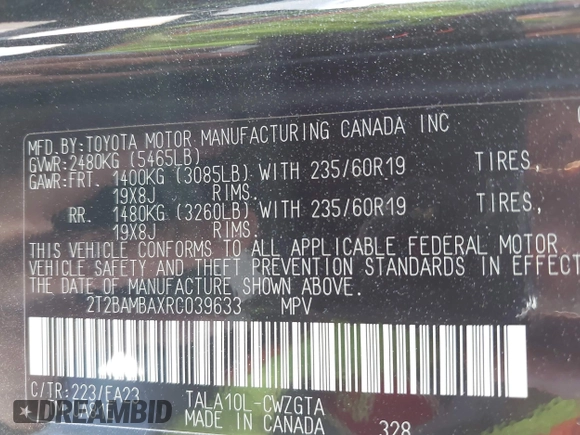 MFD.BY:TOYOTA MOTOR MANUFACTURING CANADA INC
GVWR:2480KG (5465LB)
GAWR:FRT. 1400KG (3085LB) WITH 235/60R19 TIRES,
19X8J RIMS.
RR. 1480KG (3260LB) WITH 235/60R19 TIRES,
19X8J RIMS.
THIS VEHICLE CONFORMS TO ALL APPLICABLE FEDERAL MOTOR
VEHICLE SAFETY AND THEFT PREVENTION STANDARDS IN EFFECT
THE DATE OF MANUFACTURE SHOWN ABOVE.
2T2BAMBAXRC039633 MPV
C/TR:223/FA23
TALA10L-CWZGTA
MADE IN CANADA 328
DREAMBID